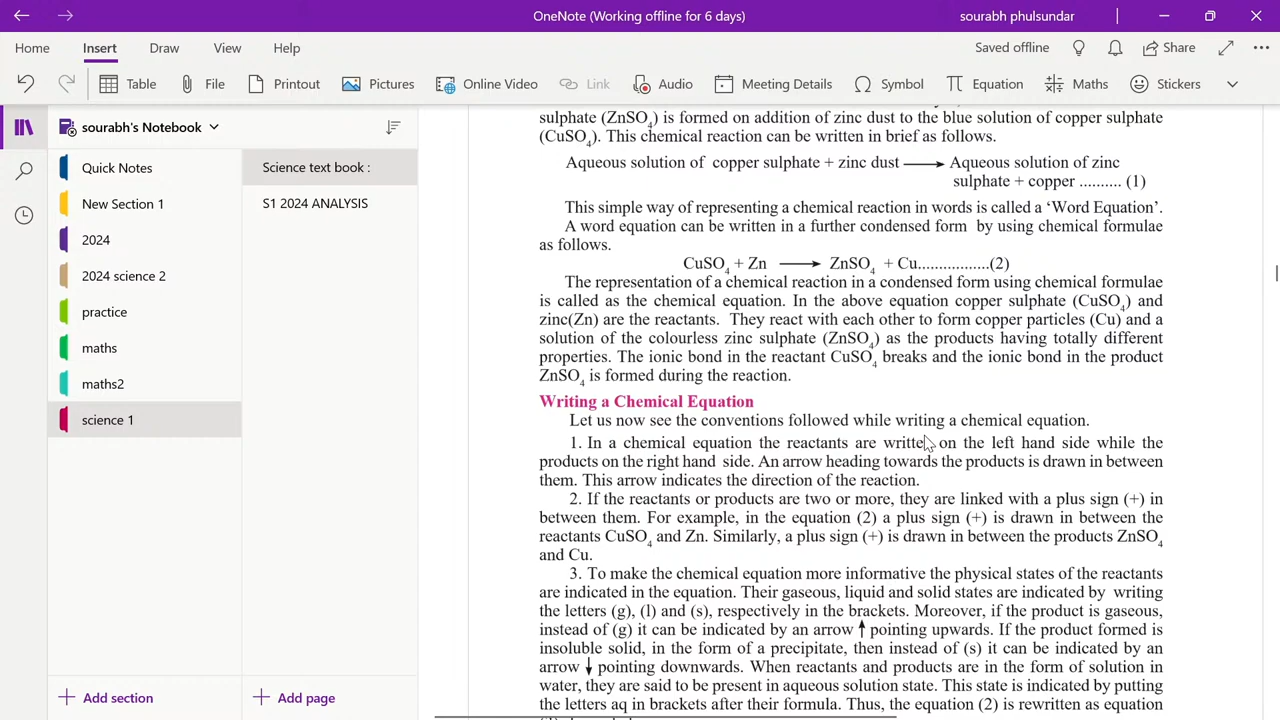 OneNote (Working offline for 6 days)
sourabh phulsundar
Home
Insert
Draw
View
Help
Saved offline
Share
Table
File
Printout
Pictures
Online Video
Link
Audio
Meeting Details
Symbol
Equation
Maths
Stickers
sourabh's Notebook
Quick Notes
New Section 1
2024
2024 science 2
practice
maths
maths2
science 1
Add section
Science text book :
S1 2024 ANALYSIS
Add page
sulphate (ZnSO₄) is formed on addition of zinc dust to the blue solution of copper sulphate
(CuSO₄). This chemical reaction can be written in brief as follows.
Aqueous solution of copper sulphate + zinc dust ⟶ Aqueous solution of zinc
sulphate + copper .......... (1)
This simple way of representing a chemical reaction in words is called a ‘Word Equation’.
A word equation can be written in a further condensed form by using chemical formulae
as follows.
CuSO₄ + Zn ⟶ ZnSO₄ + Cu.................(2)
The representation of a chemical reaction in a condensed form using chemical formulae
is called as the chemical equation. In the above equation copper sulphate (CuSO₄) and
zinc(Zn) are the reactants. They react with each other to form copper particles (Cu) and a
solution of the colourless zinc sulphate (ZnSO₄) as the products having totally different
properties. The ionic bond in the reactant CuSO₄ breaks and the ionic bond in the product
ZnSO₄ is formed during the reaction.
Writing a Chemical Equation
Let us now see the conventions followed while writing a chemical equation.
1. In a chemical equation the reactants are written on the left hand side while the
products on the right hand side. An arrow heading towards the products is drawn in between
them. This arrow indicates the direction of the reaction.
2. If the reactants or products are two or more, they are linked with a plus sign (+) in
between them. For example, in the equation (2) a plus sign (+) is drawn in between the
reactants CuSO₄ and Zn. Similarly, a plus sign (+) is drawn in between the products ZnSO₄
and Cu.
3. To make the chemical equation more informative the physical states of the reactants
are indicated in the equation. Their gaseous, liquid and solid states are indicated by writing
the letters (g), (l) and (s), respectively in the brackets. Moreover, if the product is gaseous,
instead of (g) it can be indicated by an arrow ↑ pointing upwards. If the product formed is
insoluble solid, in the form of a precipitate, then instead of (s) it can be indicated by an
arrow ↓ pointing downwards. When reactants and products are in the form of solution in
water, they are said to be present in aqueous solution state. This state is indicated by putting
the letters aq in brackets after their formula. Thus, the equation (2) is rewritten as equation